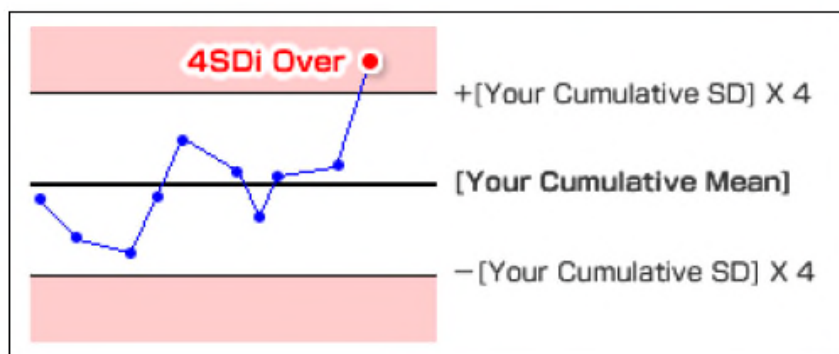 4SDi Over
+[Your Cumulative SD] X 4
[Your Cumulative Mean]
−[Your Cumulative SD] X 4